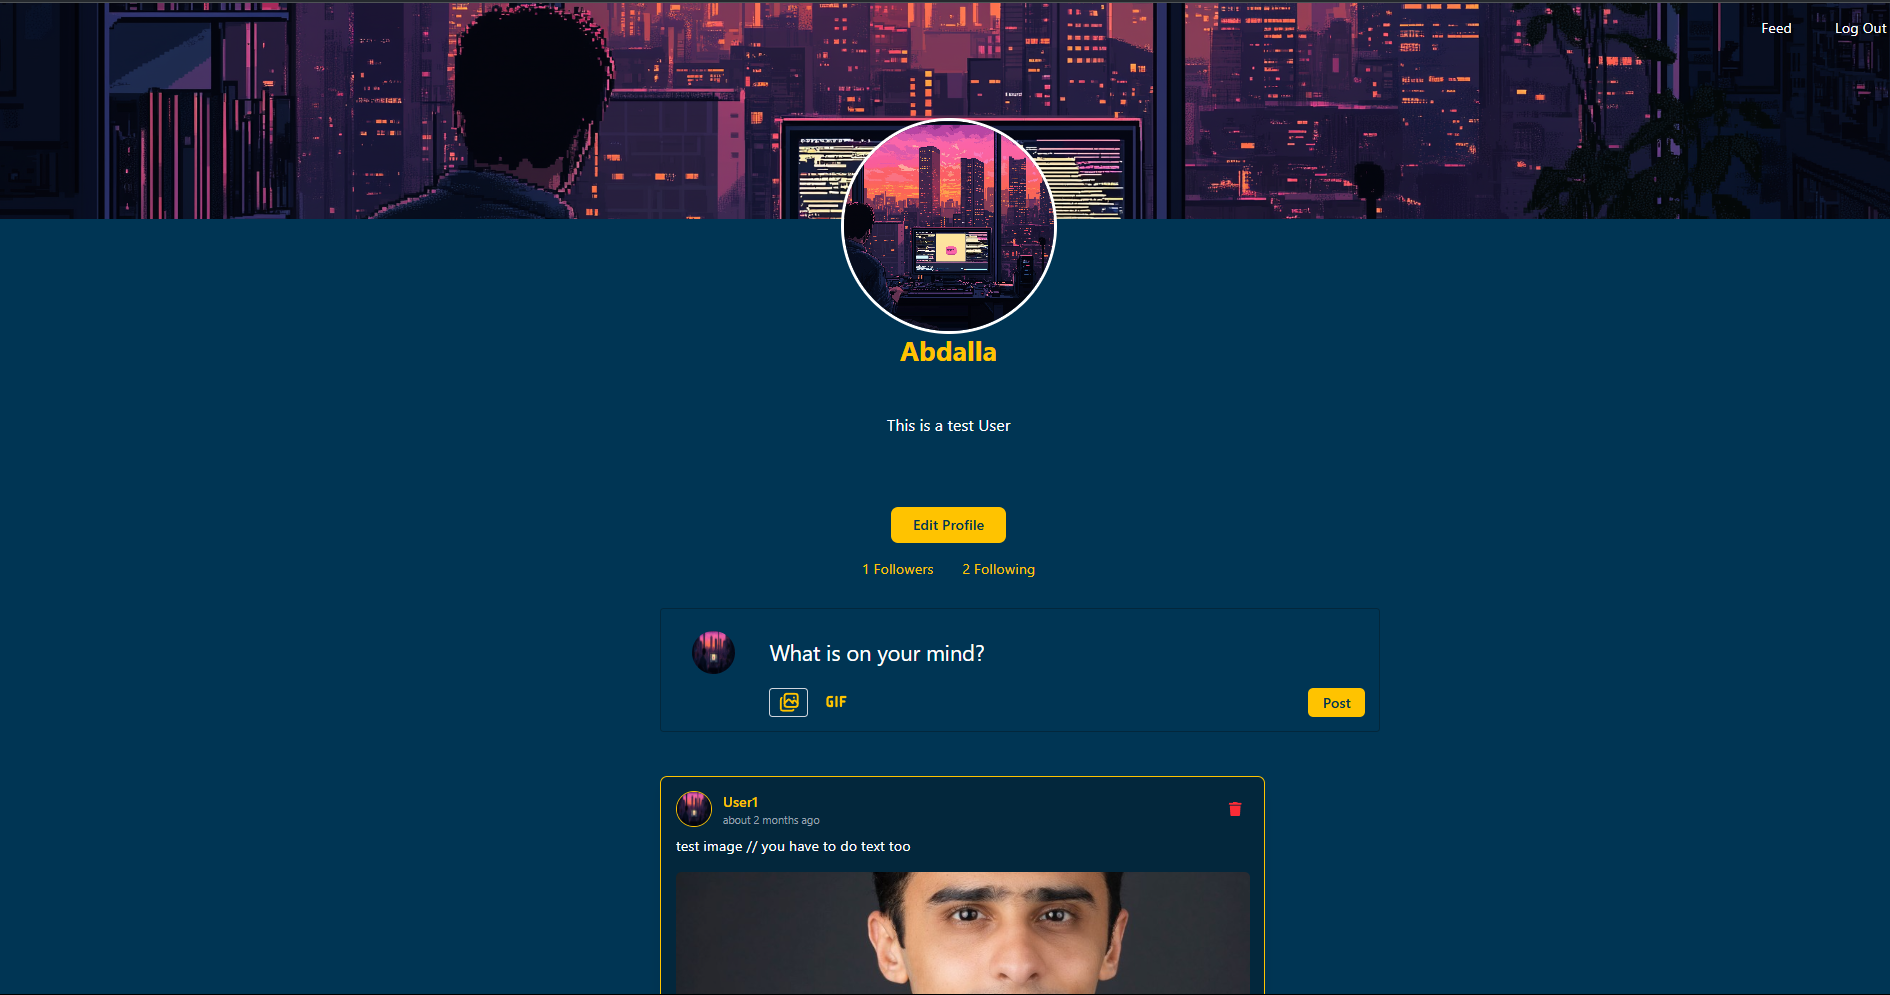 Feed Log Out
Abdalla
This is a test User
Edit Profile
1 Followers 2 Following
What is on your mind?
GIF Post
User1
about 2 months ago
test image // you have to do text too